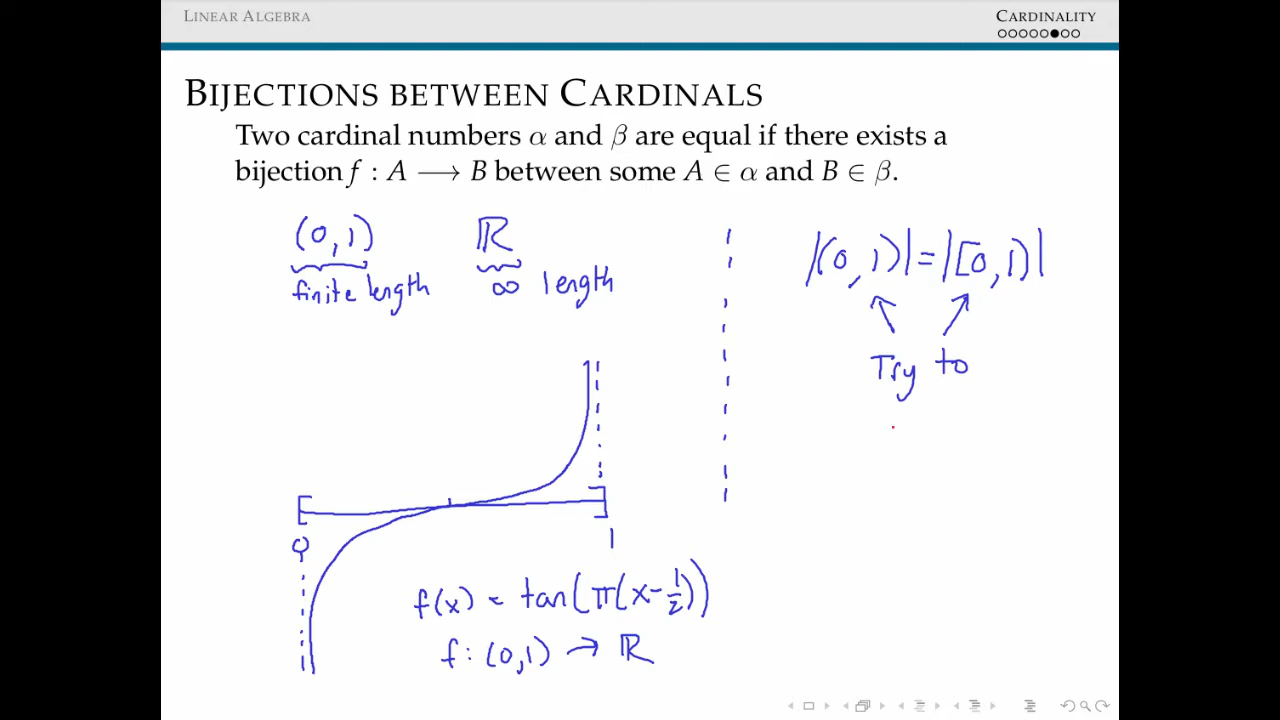 LINEAR ALGEBRA
CARDINALITY
BIJECTIONS BETWEEN CARDINALS
Two cardinal numbers α and β are equal if there exists a
bijection f : A ⟶ B between some A ∈ α and B ∈ β.
(0,1) ℝ
finite length ∞ length
|(0,1)| = |[0,1)|
Try to
0 1
f(x) = tan(π(x-1/2))
f: (0,1) → ℝ